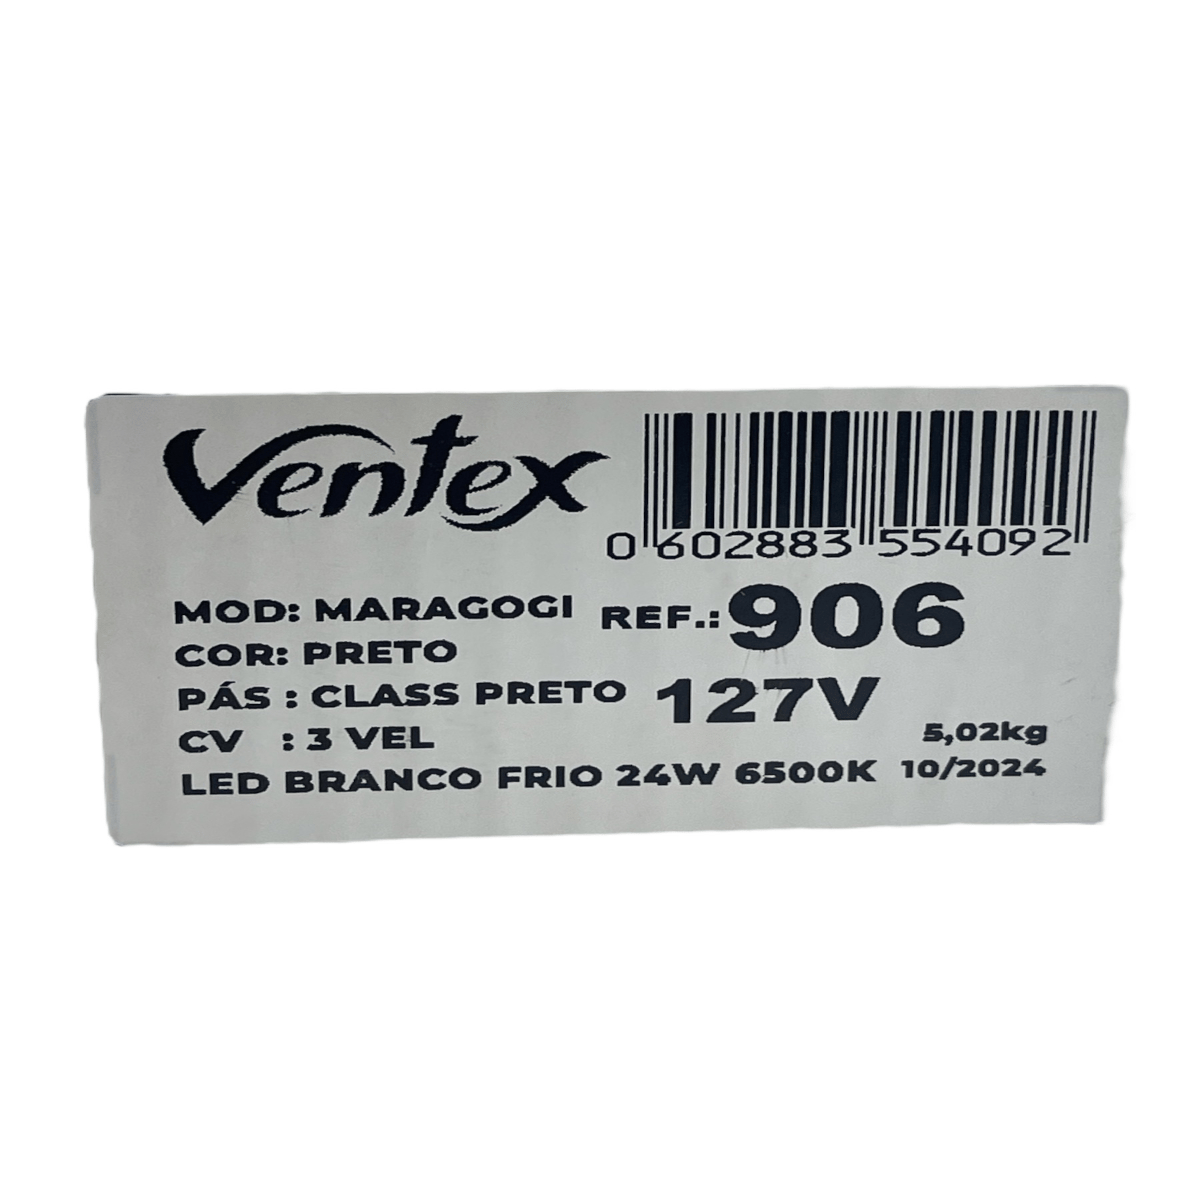 Ventex
0 602883 554092
MOD: MARAGOGI REF.: 906
COR: PRETO
PÁS : CLASS PRETO 127V
CV : 3 VEL 5,02kg
LED BRANCO FRIO 24W 6500K 10/2024